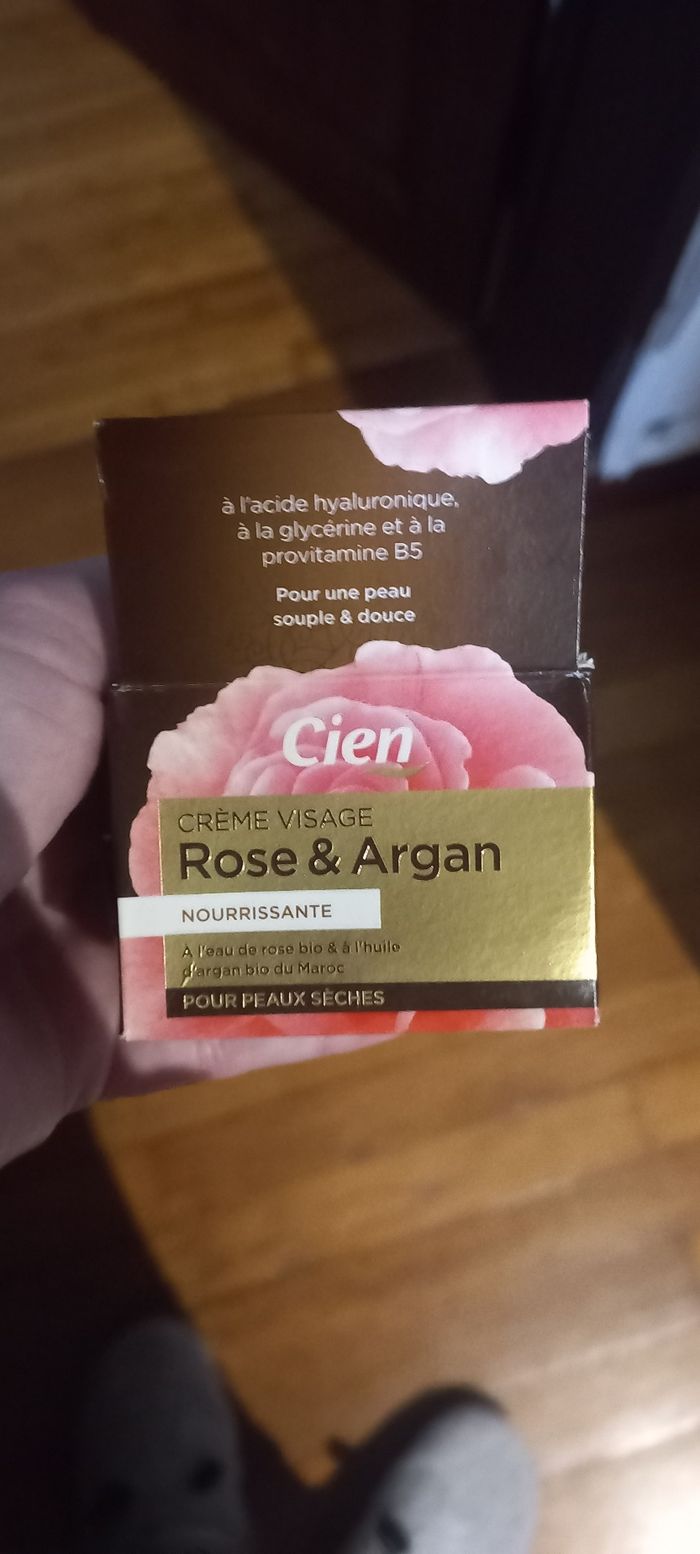 à l'acide hyaluronique,
à la glycérine et à la
provitamine B5
Pour une peau
souple & douce
Cien
CRÈME VISAGE
Rose & Argan
NOURRISSANTE
À l'eau de rose bio & à l'huile
d'argan bio du Maroc
POUR PEAUX SÈCHES